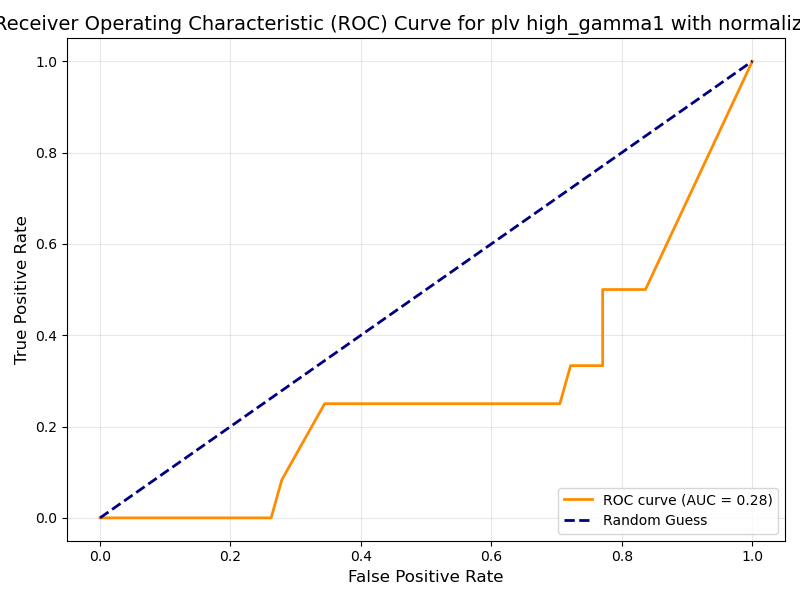 Receiver Operating Characteristic (ROC) Curve for plv high_gamma1 with normaliz
True Positive Rate
1.0
0.8
0.6
0.4
0.2
0.0
ROC curve (AUC = 0.28)
Random Guess
0.0 0.2 0.4 0.6 0.8 1.0
False Positive Rate